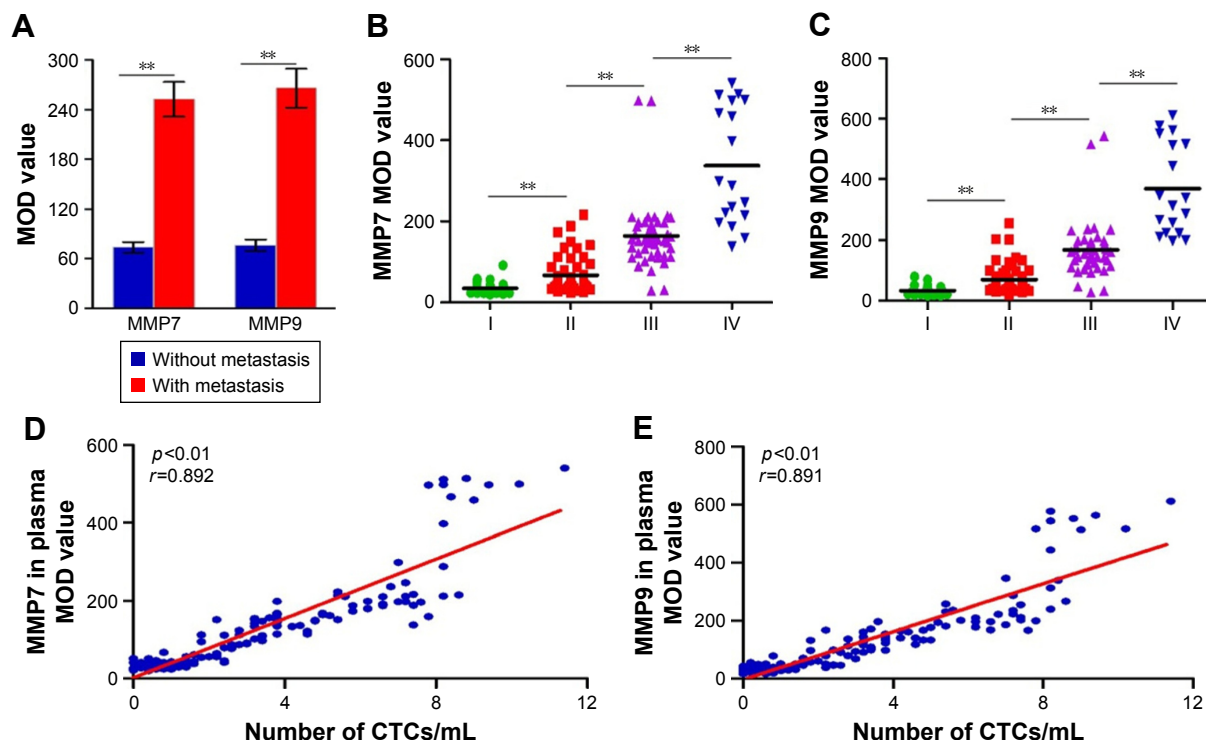 A
300
240
180
120
60
0
MOD value
**
**
MMP7
MMP9
Without metastasis
With metastasis
B
600
400
200
0
MMP7 MOD value
**
**
**
I
II
III
IV
C
800
600
400
200
0
MMP9 MOD value
**
**
**
I
II
III
IV
D
600
400
200
0
MMP7 in plasma
MOD value
p<0.01
r=0.892
0
4
8
12
Number of CTCs/mL
E
800
600
400
200
0
MMP9 in plasma
MOD value
p<0.01
r=0.891
0
4
8
12
Number of CTCs/mL